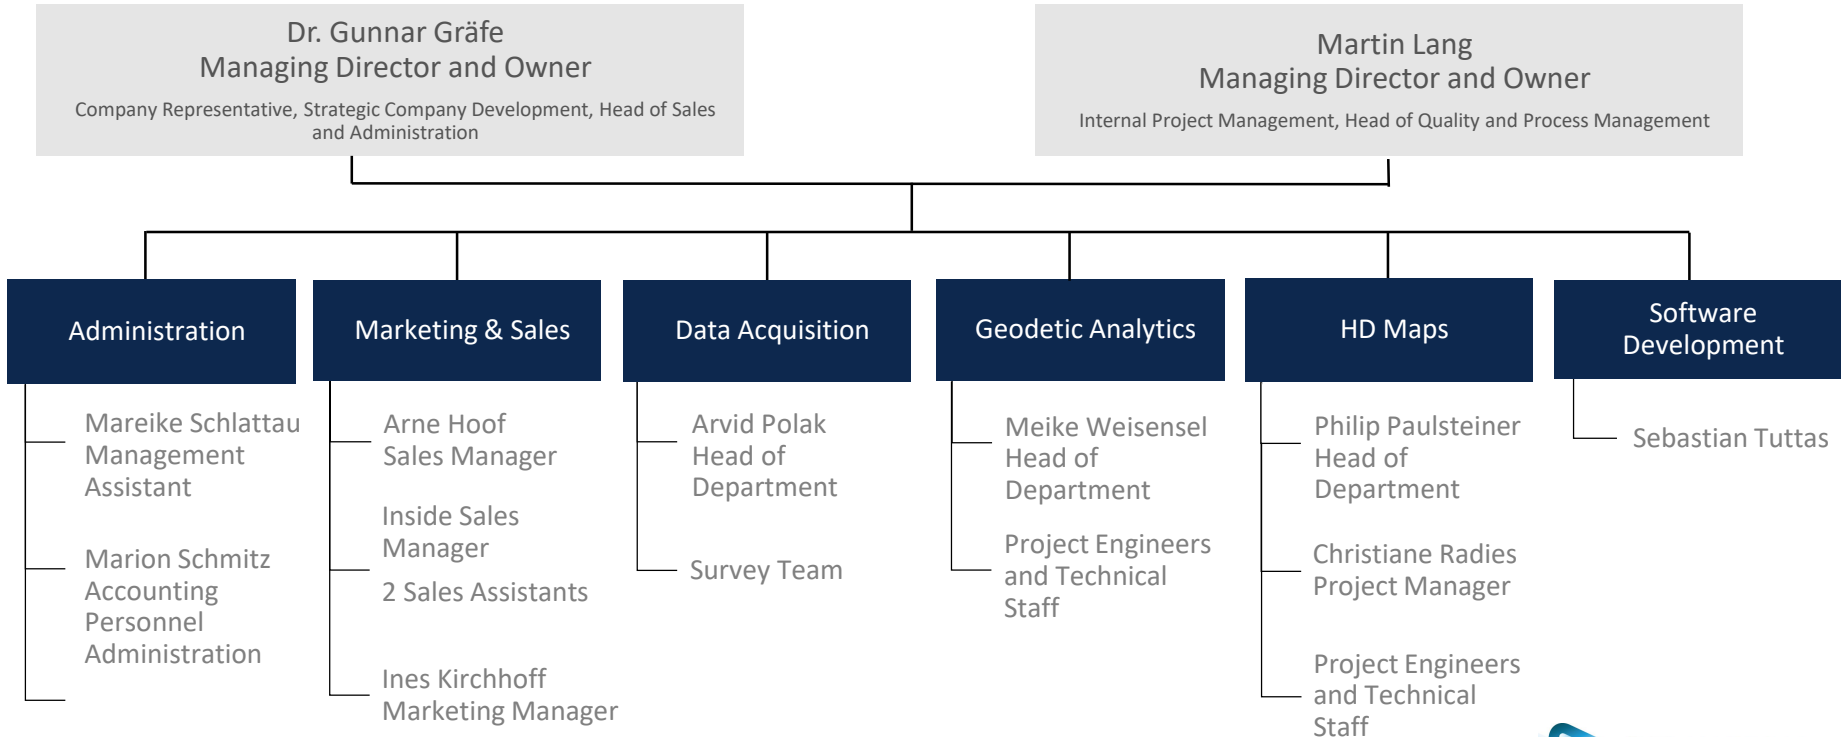 Dr. Gunnar Gräfe
Managing Director and Owner
Company Representative, Strategic Company Development, Head of Sales
and Administration
Martin Lang
Managing Director and Owner
Internal Project Management, Head of Quality and Process Management
Administration
Marketing & Sales
Data Acquisition
Geodetic Analytics
HD Maps
Software
Development
Mareike Schlattau
Management
Assistant
Marion Schmitz
Accounting
Personnel
Administration
Arne Hoof
Sales Manager
Inside Sales
Manager
2 Sales Assistants
Ines Kirchhoff
Marketing Manager
Arvid Polak
Head of
Department
Survey Team
Meike Weisensel
Head of
Department
Project Engineers
and Technical
Staff
Philip Paulsteiner
Head of
Department
Christiane Radies
Project Manager
Project Engineers
and Technical
Staff
Sebastian Tuttas